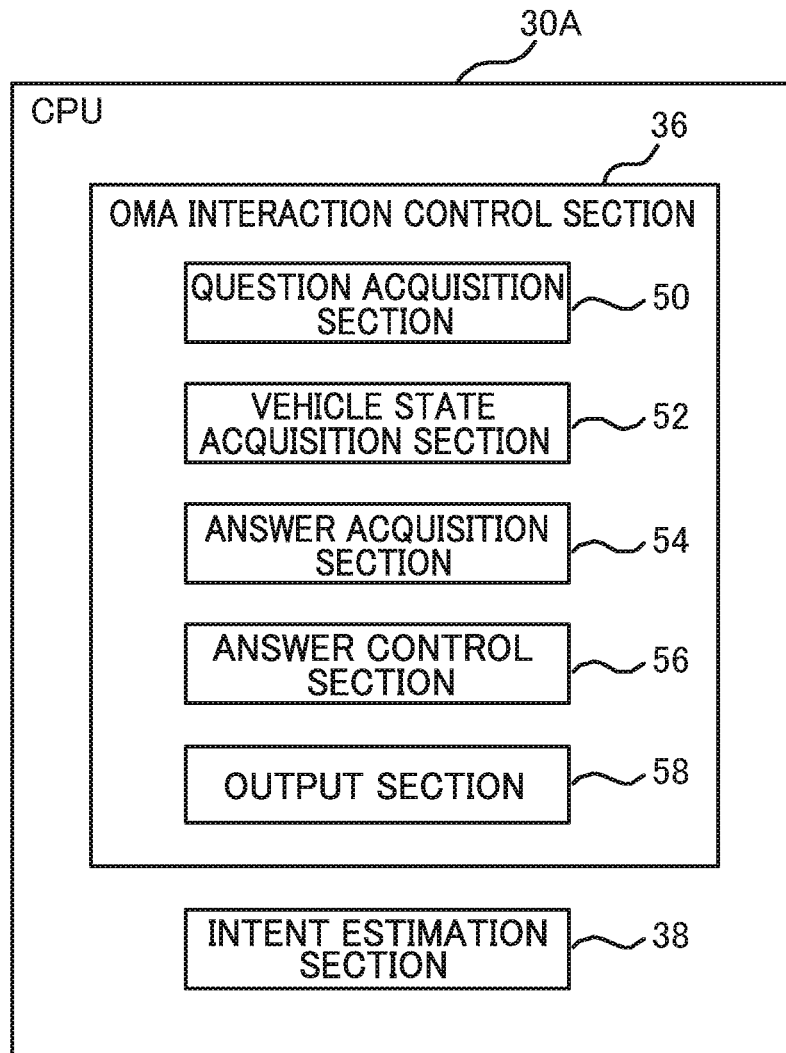 30A
CPU
36
OMA INTERACTION CONTROL SECTION
QUESTION ACQUISITION
SECTION
50
VEHICLE STATE
ACQUISITION SECTION
52
ANSWER ACQUISITION
SECTION
54
ANSWER CONTROL
SECTION
56
OUTPUT SECTION
58
INTENT ESTIMATION
SECTION
38